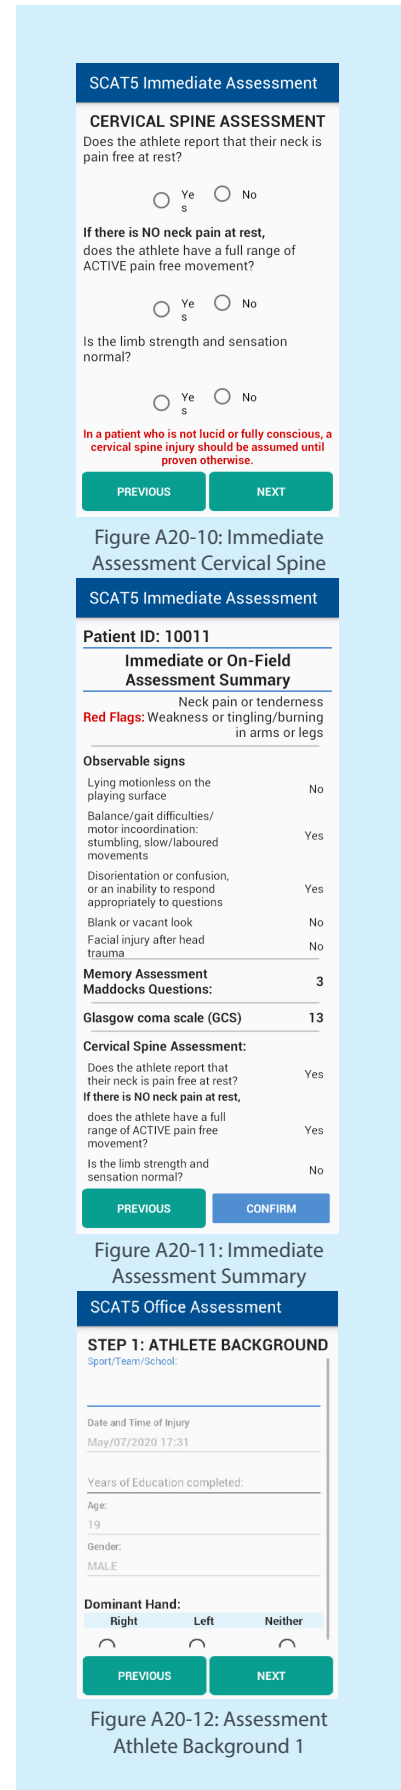 SCAT5 Immediate Assessment
CERVICAL SPINE ASSESSMENT
Does the athlete report that their neck is
pain free at rest?
Ye
s
No
If there is NO neck pain at rest,
does the athlete have a full range of
ACTIVE pain free movement?
Ye
s
No
Is the limb strength and sensation
normal?
Ye
s
No
In a patient who is not lucid or fully conscious, a
cervical spine injury should be assumed until
proven otherwise.
PREVIOUS NEXT
Figure A20-10: Immediate
Assessment Cervical Spine
SCAT5 Immediate Assessment
Patient ID: 10011
Immediate or On-Field
Assessment Summary
Neck pain or tenderness
Red Flags: Weakness or tingling/burning
in arms or legs
Observable signs
Lying motionless on the
playing surface
No
Balance/gait difficulties/
motor incoordination:
stumbling, slow/laboured
movements
Yes
Disorientation or confusion,
or an inability to respond
appropriately to questions
Yes
Blank or vacant look No
Facial injury after head
trauma
No
Memory Assessment
Maddocks Questions:
3
Glasgow coma scale (GCS) 13
Cervical Spine Assessment:
Does the athlete report that
their neck is pain free at rest?
Yes
If there is NO neck pain at rest,
does the athlete have a full
range of ACTIVE pain free
movement?
Yes
Is the limb strength and
sensation normal?
No
PREVIOUS CONFIRM
Figure A20-11: Immediate
Assessment Summary
SCAT5 Office Assessment
STEP 1: ATHLETE BACKGROUND
Sport/Team/School:
Date and Time of Injury
May/07/2020 17:31
Years of Education completed:
Age:
19
Gender:
MALE
Dominant Hand:
Right Left Neither
PREVIOUS NEXT
Figure A20-12: Assessment
Athlete Background 1